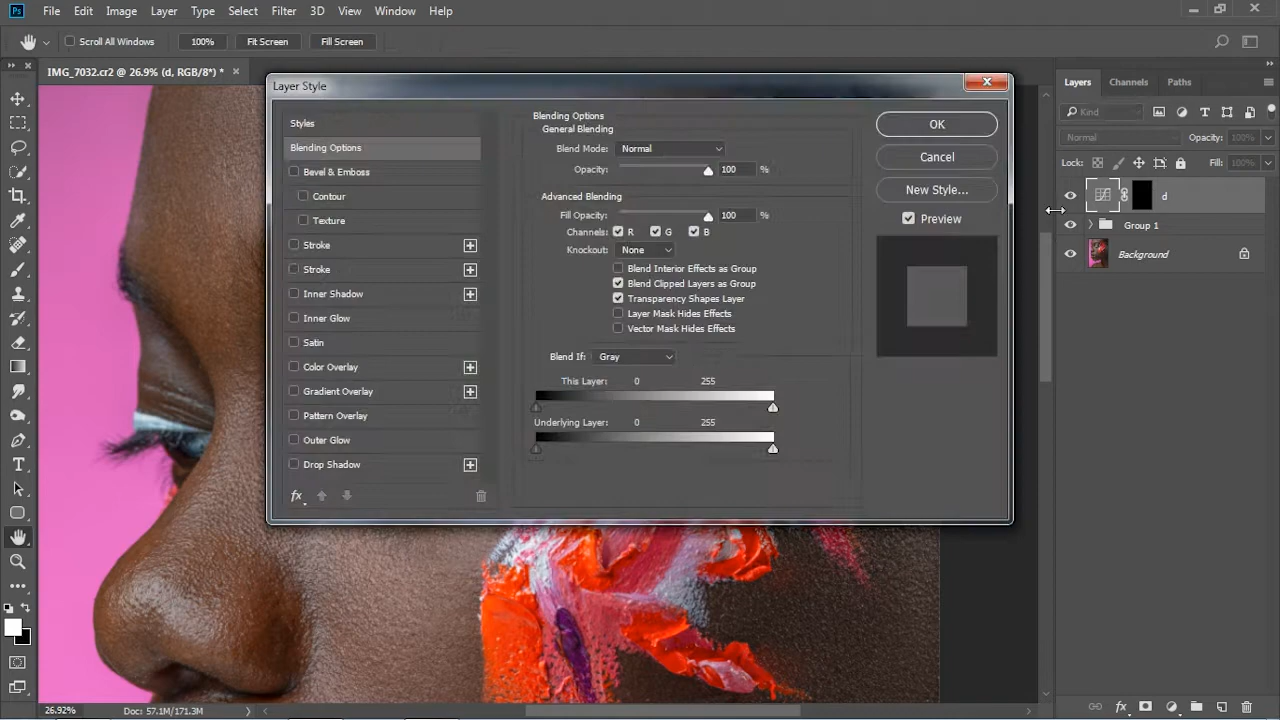 Ps File Edit Image Layer Type Select Filter 3D View Window Help
Scroll All Windows 100% Fit Screen Fill Screen
IMG_7032.cr2 @ 26.9% (d, RGB/8*) * ×
Layer Style
Styles
Blending Options
Bevel & Emboss
Contour
Texture
Stroke
Stroke
Inner Shadow
Inner Glow
Satin
Color Overlay
Gradient Overlay
Pattern Overlay
Outer Glow
Drop Shadow
fx
Blending Options
General Blending
Blend Mode: Normal
Opacity: 100 %
Advanced Blending
Fill Opacity: 100 %
Channels: R G B
Knockout: None
Blend Interior Effects as Group
Blend Clipped Layers as Group
Transparency Shapes Layer
Layer Mask Hides Effects
Vector Mask Hides Effects
Blend If: Gray
This Layer: 0 255
Underlying Layer: 0 255
OK
Cancel
New Style...
Preview
Layers Channels Paths
Kind
Normal Opacity: 100%
Lock: Fill: 100%
d
Group 1
Background
26.92% Doc: 57.1M/171.3M
fx